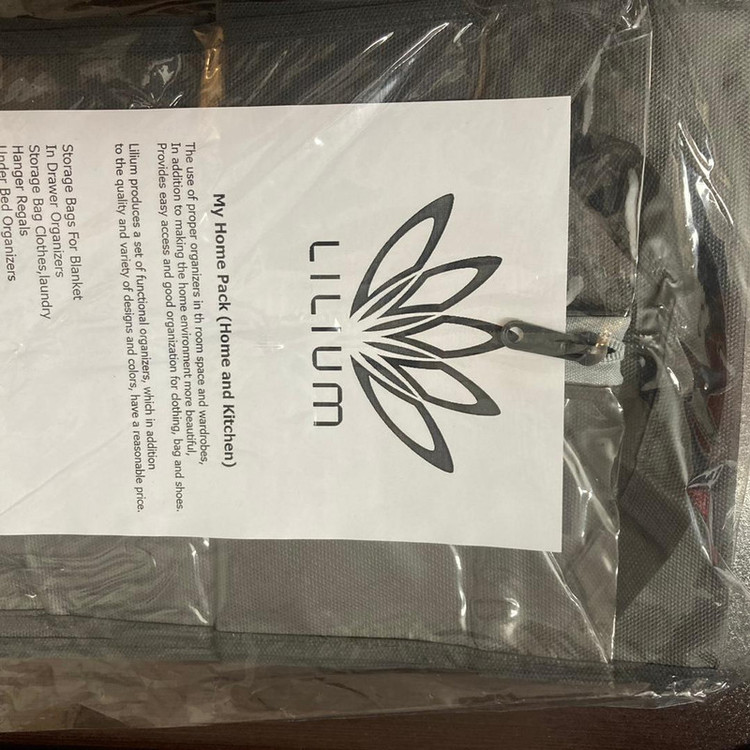 LILIUM
My Home Pack (Home and Kitchen)
The use of proper organizers in th room space and wardrobes,
In addition to making the home environment more beautiful,
Provides easy access and good organization for clothing, bag and shoes.
Lilium produces a set of functional organizers, which in addition
to the quality and variety of designs and colors, have a reasonable price.
Storage Bags For Blanket
In Drawer Organizers
Storage Bag Clothes,laundry
Hanger Regals
Under Bed Organizers